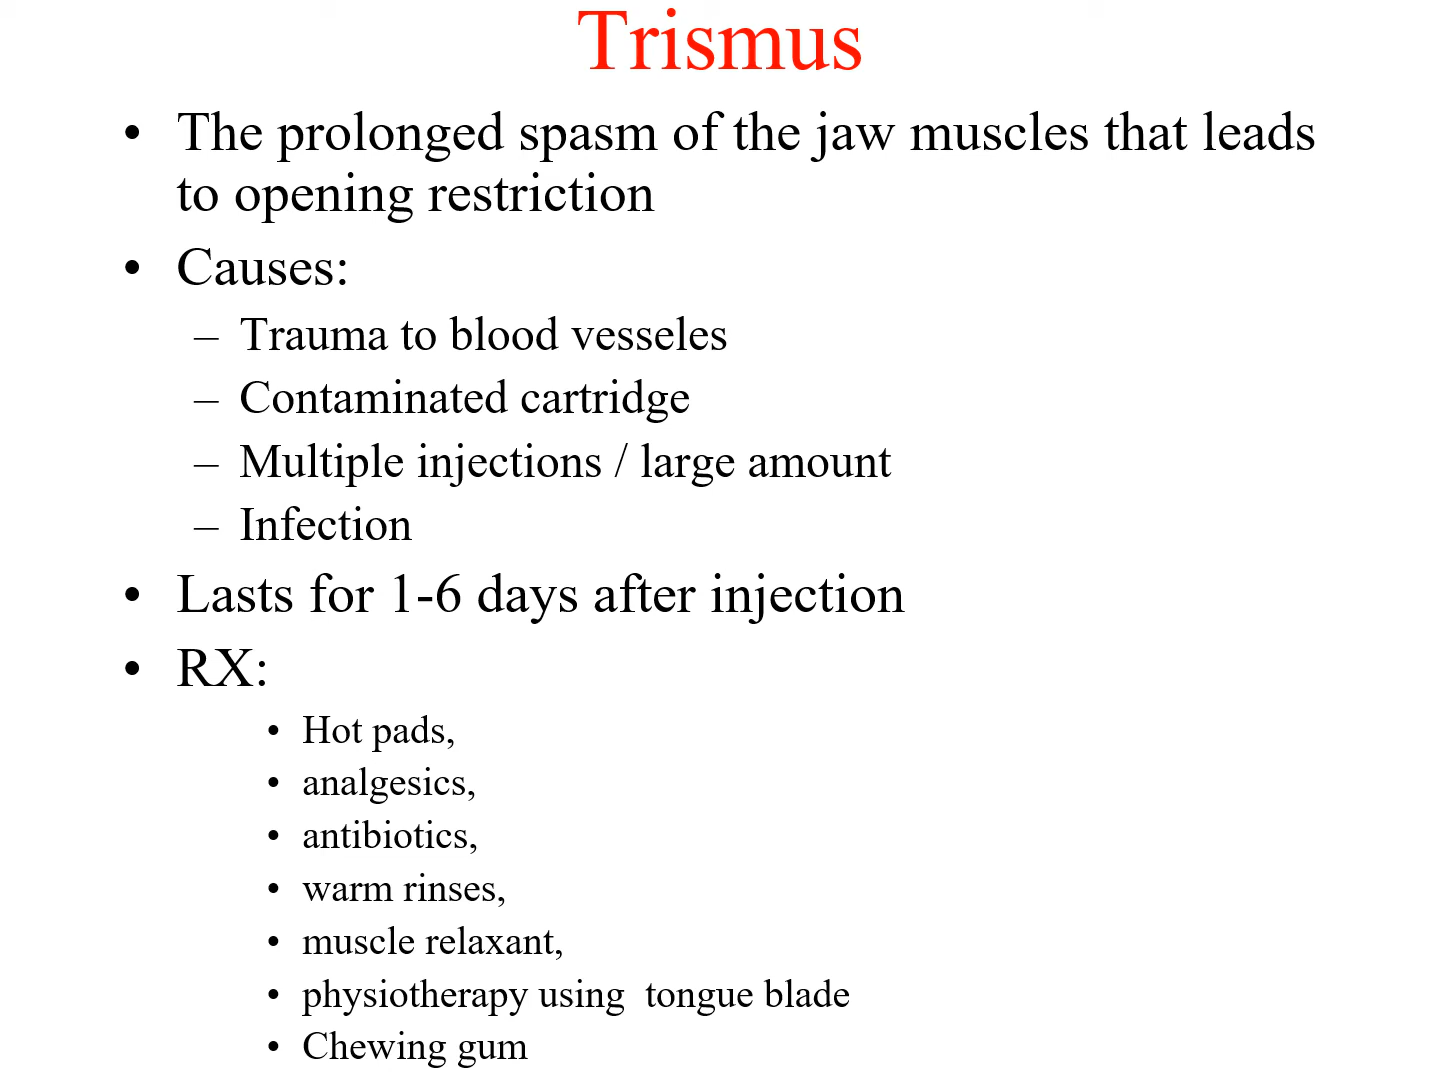 Trismus
• The prolonged spasm of the jaw muscles that leads
to opening restriction
• Causes:
– Trauma to blood vesseles
– Contaminated cartridge
– Multiple injections / large amount
– Infection
• Lasts for 1-6 days after injection
• RX:
• Hot pads,
• analgesics,
• antibiotics,
• warm rinses,
• muscle relaxant,
• physiotherapy using  tongue blade
• Chewing gum